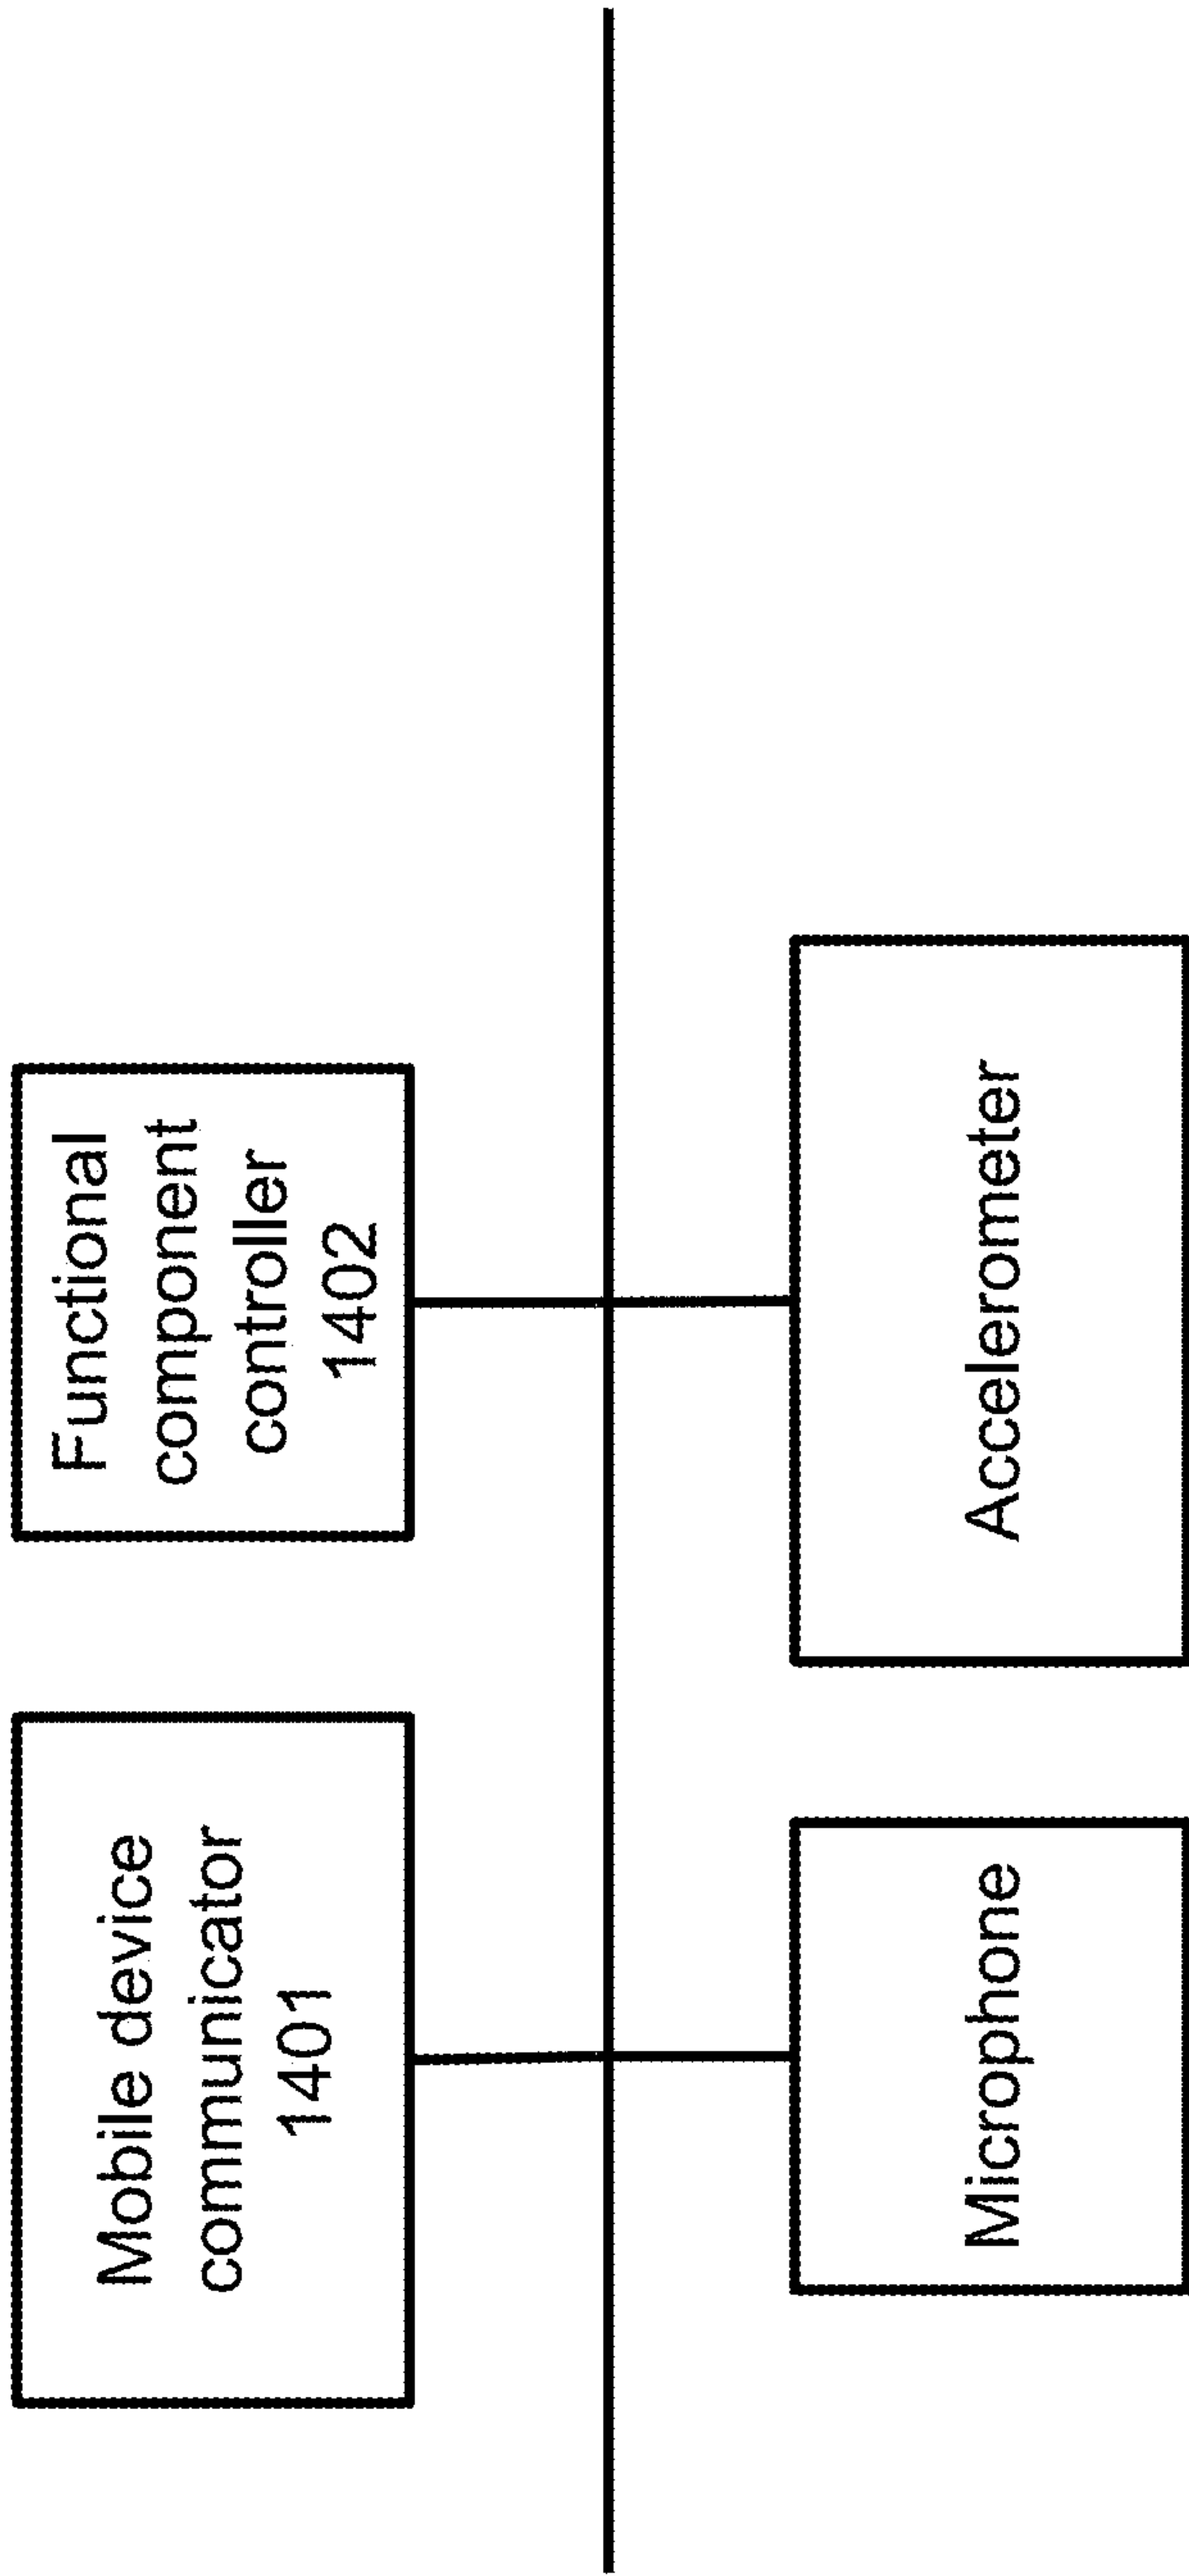 Mobile device
communicator
1401
Functional
component
controller
1402
Microphone
Accelerometer